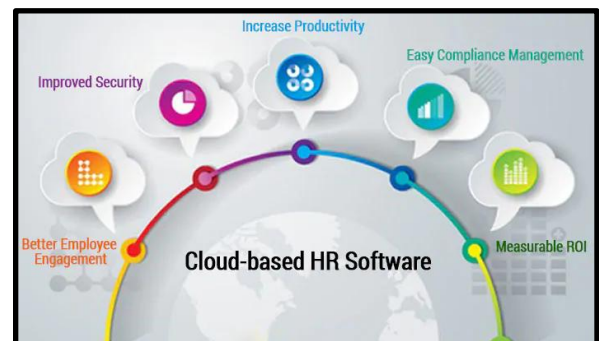 Increase Productivity
Easy Compliance Management
Improved Security
Better Employee
Engagement
Measurable ROI
Cloud-based HR Software